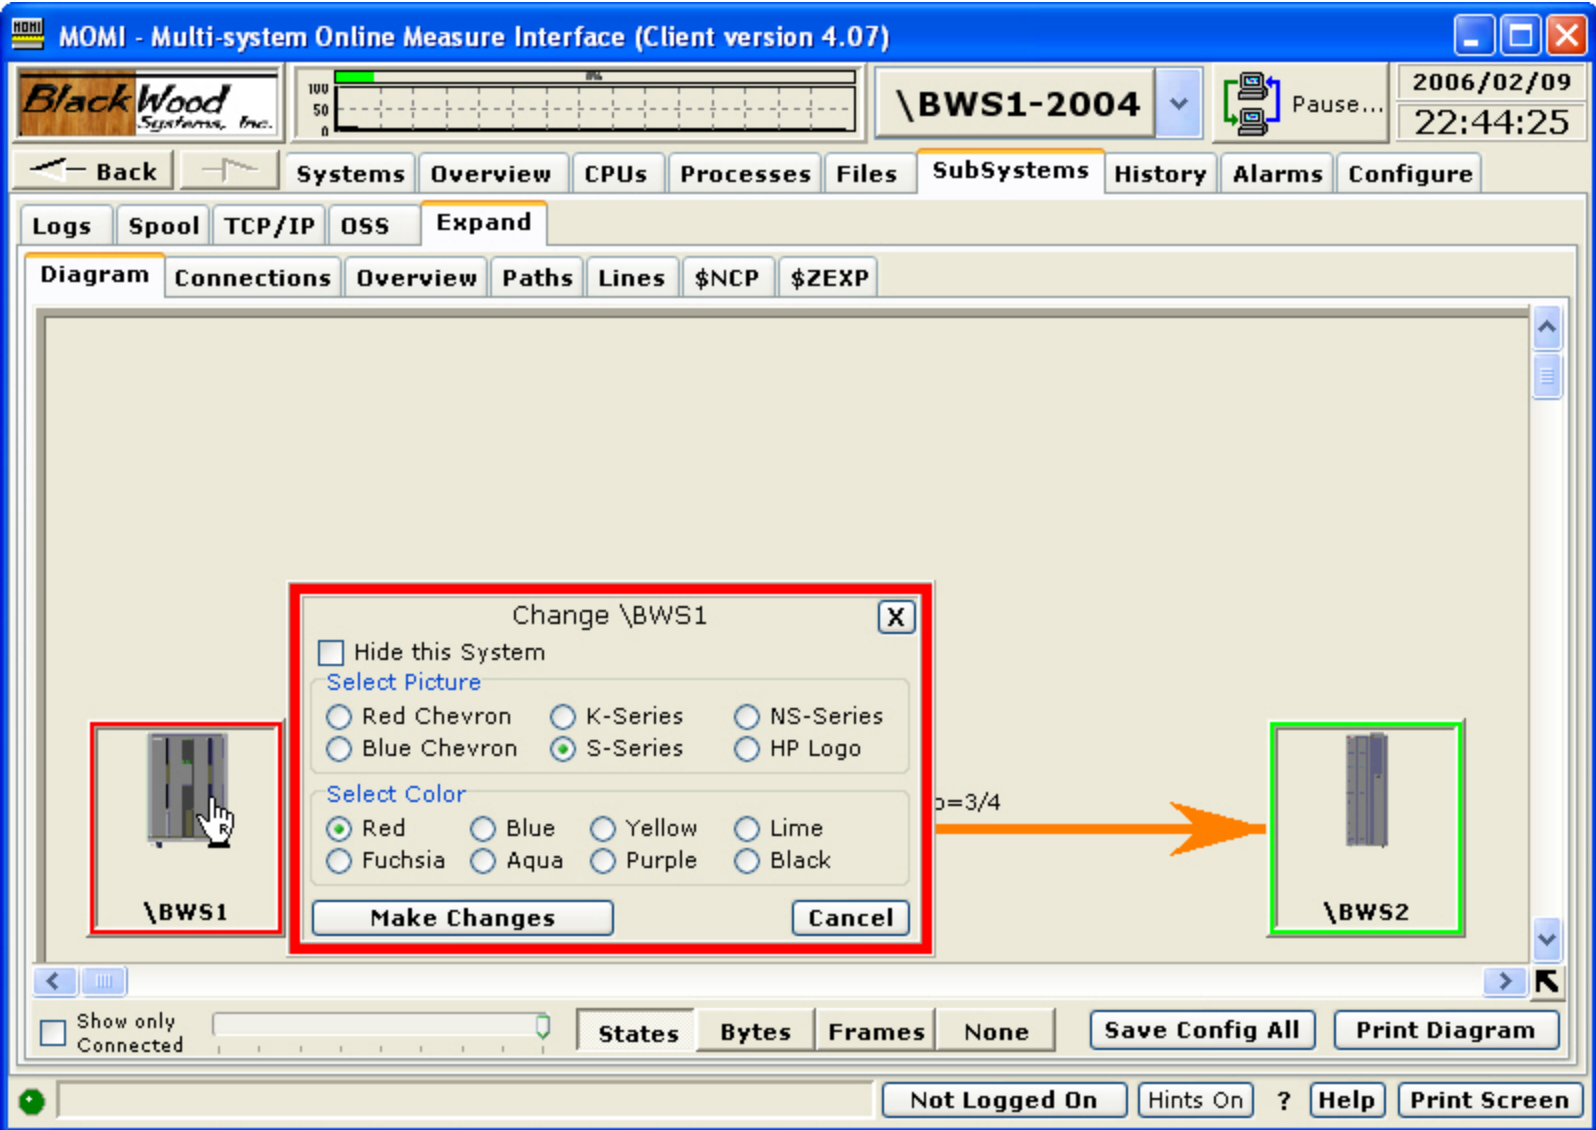 MOMI MOMI - Multi-system Online Measure Interface (Client version 4.07)
BlackWood Systems, Inc.
100
50
0
\BWS1-2004
Pause...
2006/02/09
22:44:25
Back Systems Overview CPUs Processes Files SubSystems History Alarms Configure
Logs Spool TCP/IP OSS Expand
Diagram Connections Overview Paths Lines $NCP $ZEXP
Change \BWS1 X
Hide this System
Select Picture
Red Chevron K-Series NS-Series
Blue Chevron S-Series HP Logo
Select Color
Red Blue Yellow Lime
Fuchsia Aqua Purple Black
Make Changes Cancel
=3/4
R
\BWS1
\BWS2
Show only
Connected
States Bytes Frames None Save Config All Print Diagram
Not Logged On Hints On ? Help Print Screen